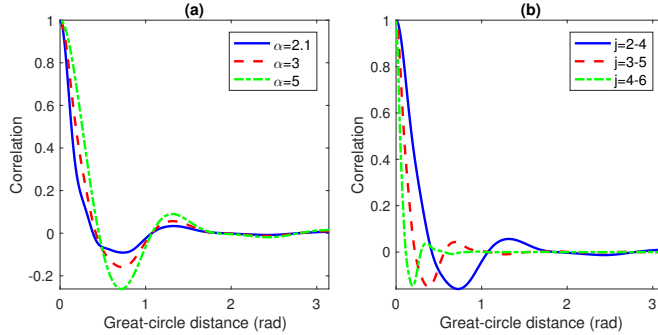 (a)
1
0.8
0.6
0.4
0.2
0
-0.2
Correlation
α=2.1
α=3
α=5
0 1 2 3
Great-circle distance (rad)
(b)
1
0.8
0.6
0.4
0.2
0
Correlation
j=2-4
j=3-5
j=4-6
0 1 2 3
Great-circle distance (rad)